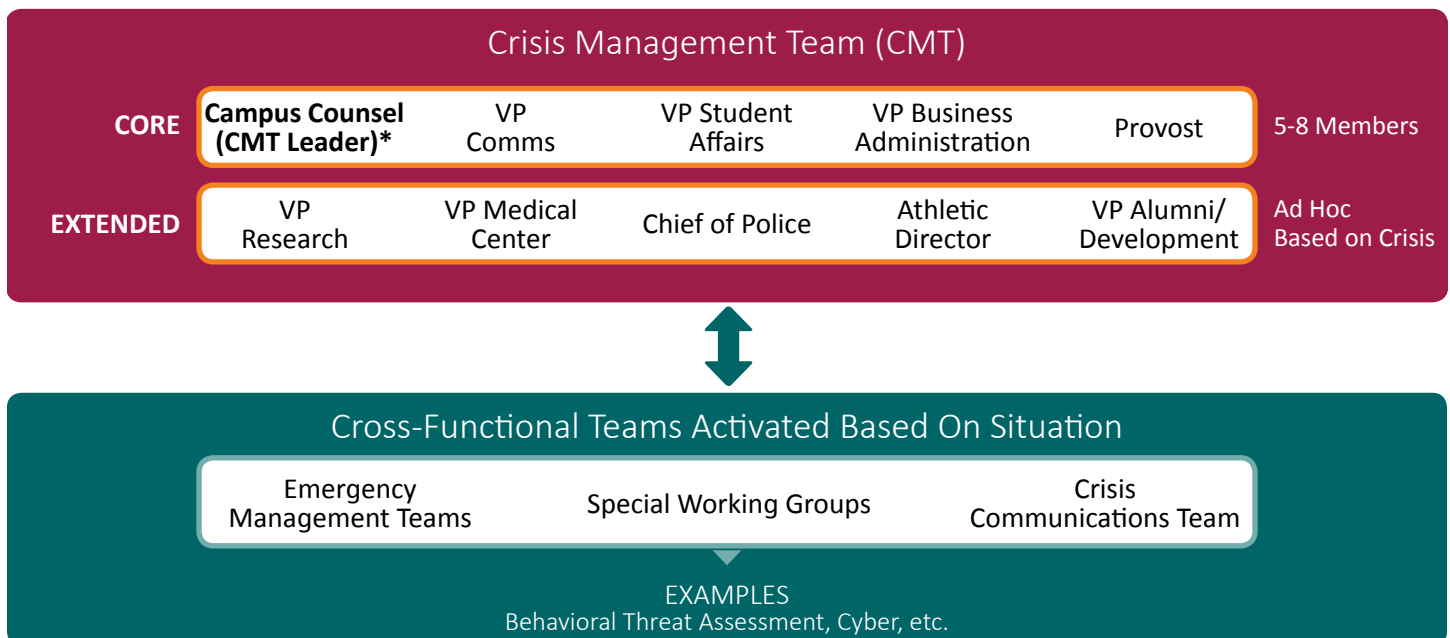 Crisis Management Team (CMT)
CORE
Campus Counsel
(CMT Leader)*
VP
Comms
VP Student
Affairs
VP Business
Administration
Provost
5-8 Members
EXTENDED
VP
Research
VP Medical
Center
Chief of Police
Athletic
Director
VP Alumni/
Development
Ad Hoc
Based on Crisis
Cross-Functional Teams Activated Based On Situation
Emergency
Management Teams
Special Working Groups
Crisis
Communications Team
EXAMPLES
Behavioral Threat Assessment, Cyber, etc.